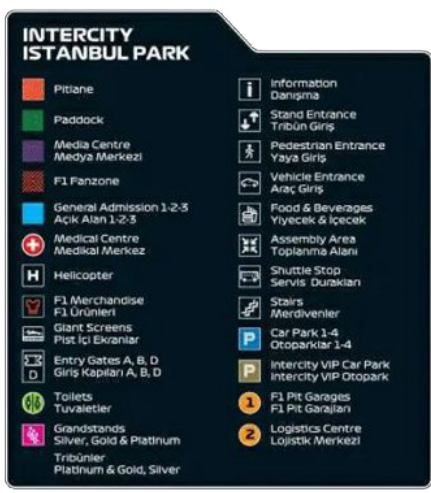 INTERCITY
ISTANBUL PARK
Pitlane
Paddock
Media Centre
Medya Merkezi
F1 Fanzone
General Admission 1-2-3
Açık Alan 1-2-3
Medical Centre
Medikal Merkez
H
Helicopter
F1 Merchandise
F1 Ürünleri
Giant Screens
Pist İçi Ekranlar
D
Entry Gates A, B, D
Giriş Kapıları A, B, D
Toilets
Tuvaletler
Grandstands
Silver, Gold & Platinum
Tribünler
Platinum & Gold, Silver
i
Information
Danışma
Stand Entrance
Tribün Giriş
Pedestrian Entrance
Yaya Giriş
Vehicle Entrance
Araç Giriş
Food & Beverages
Yiyecek & İçecek
Assembly Area
Toplanma Alanı
Shuttle Stop
Servis Durakları
Stairs
Merdivenler
P
Car Park 1-4
Otoparklar 1-4
P
Intercity VIP Car Park
Intercity VIP Otopark
1
F1 Pit Garages
F1 Pit Garajları
2
Logistics Centre
Lojistik Merkezi